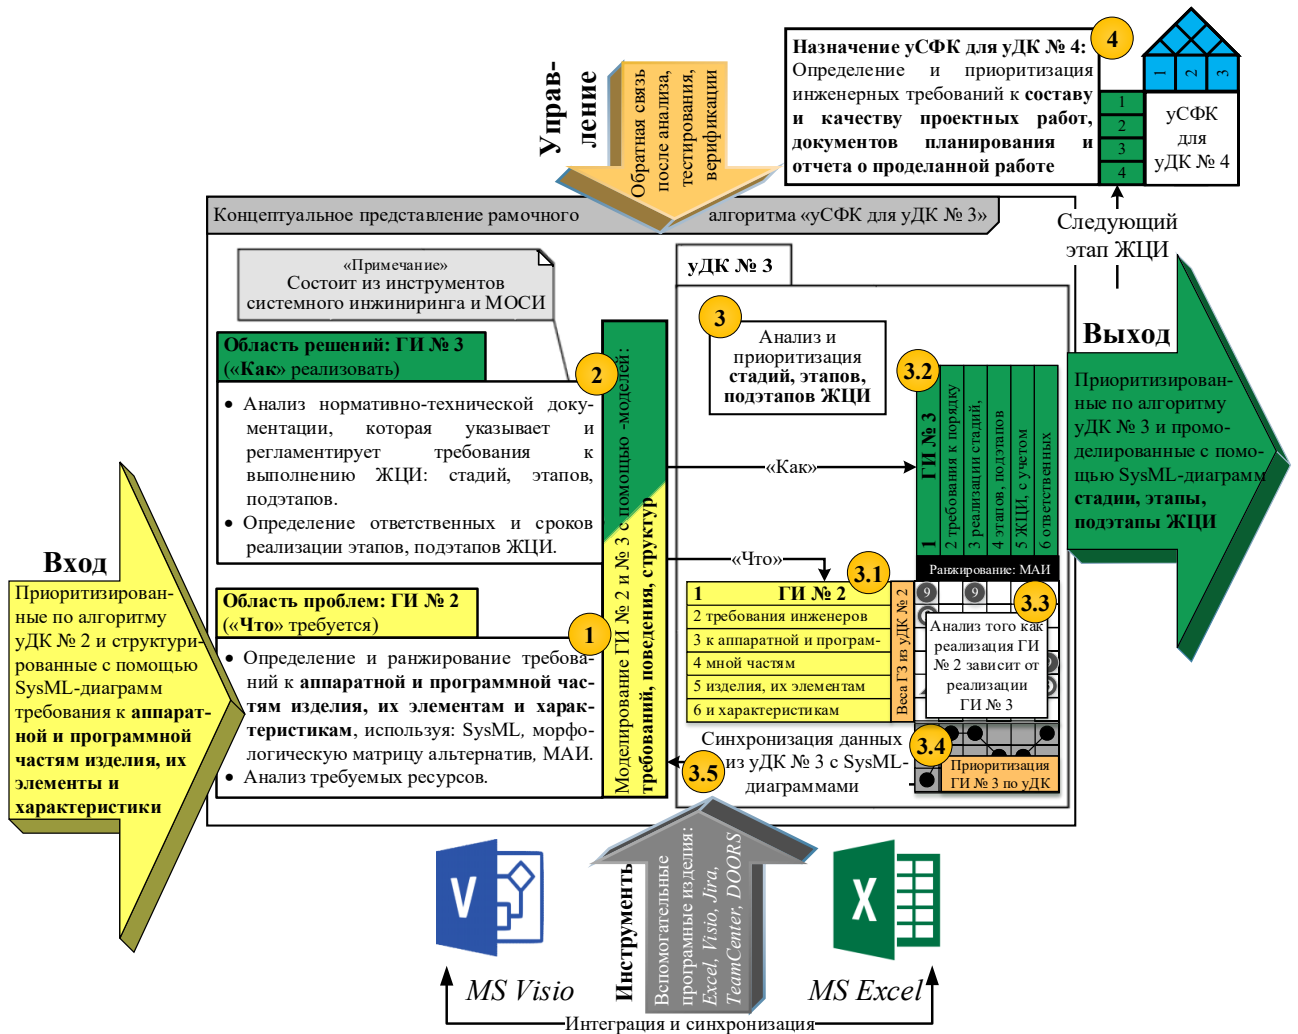 Управ-
ление
Обратная связь
после анализа,
тестирования,
верификации
Назначение уСФК для уДК № 4:
Определение и приоритизация
инженерных требований к составу
и качеству проектных работ,
документов планирования и
отчета о проделанной работе
4
1
2
3
1
2
3
4
уСФК
для
уДК № 4
Следующий
этап ЖЦИ
Концептуальное представление рамочного алгоритма «уСФК для уДК № 3»
«Примечание»
Состоит из инструментов
системного инжиниринга и МОСИ
Область решений: ГИ № 3
(«Как» реализовать)
2
• Анализ нормативно-технической доку-
ментации, которая указывает и
регламентирует требования к
выполнению ЖЦИ: стадий, этапов,
подэтапов.
• Определение ответственных и сроков
реализации этапов, подэтапов ЖЦИ.
Область проблем: ГИ № 2
(«Что» требуется)
1
• Определение и ранжирование требова-
ний к аппаратной и программной час-
тям изделия, их элементам и харак-
теристикам, используя: SysML, морфо-
логическую матрицу альтернатив, МАИ.
• Анализ требуемых ресурсов.
Моделирование ГИ № 2 и № 3 с помощью -моделей:
требований, поведения, структур
Вход
Приоритизирован-
ные по алгоритму
уДК № 2 и структури-
рованные с помощью
SysML-диаграмм
требования к аппарат-
ной и программной
частям изделия, их
элементы и
характеристики
уДК № 3
3
Анализ и
приоритизация
стадий, этапов,
подэтапов ЖЦИ
«Как»
«Что»
3.2
1 ГИ № 3
2 требования к порядку
3 реализации стадий,
4 этапов, подэтапов
5 ЖЦИ, с учетом
6 ответственных
Ранжирование: МАИ
3.1
1 ГИ № 2
2 требования инженеров
3 к аппаратной и програм-
4 мной частям
5 изделия, их элементам
6 и характеристикам
Веса ГЗ из уДК № 2
9
9
3.3
Анализ того как
реализация ГИ
№ 2 зависит от
реализации
ГИ № 3
3.4
Приоритизация
ГИ № 3 по уДК
3.5
Синхронизация данных
из уДК № 3 с SysML-
диаграммами
Выход
Приоритизирован-
ные по алгоритму
уДК № 3 и промо-
делированные с помо-
щью SysML-диаграмм
стадии, этапы,
подэтапы ЖЦИ
Инструменты
Вспомогательные
програмные изделия:
Excel, Visio, Jira,
TeamCenter, DOORS
V
X
MS Visio
MS Excel
Интеграция и синхронизация